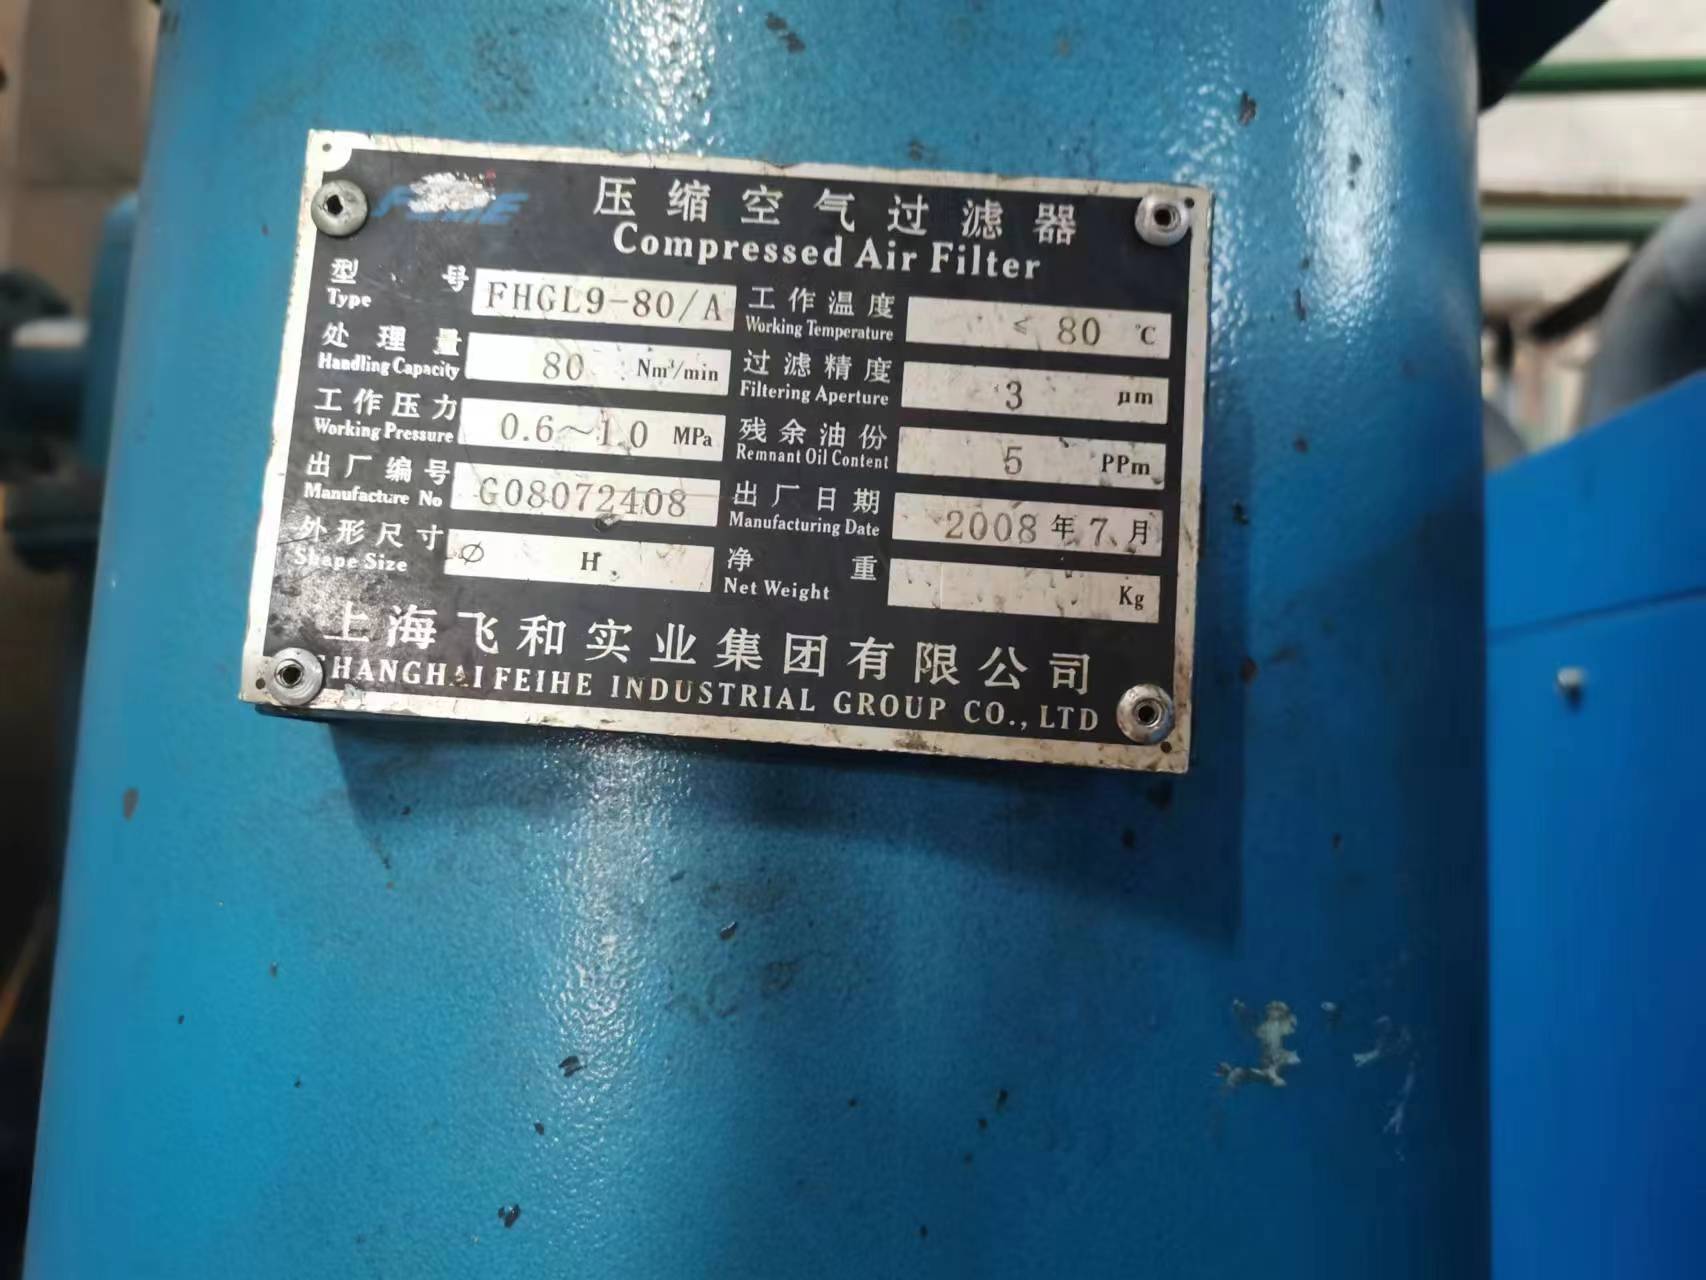 压缩空气过滤器
Compressed Air Filter
型号 FHGL9-80/A 工作温度 ≤ 80 ℃
Type Working Temperature
处理量 80 Nm³/min 过滤精度 3 μm
Handling Capacity Filtering Aperture
工作压力 0.6~1.0 MPa 残余油份 5 PPm
Working Pressure Remnant Oil Content
出厂编号 G08072408 出厂日期 2008年7月
Manufacture No Manufacturing Date
外形尺寸 Ø H 净重 Kg
Shape Size Net Weight
上海飞和实业集团有限公司
SHANGHAI FEIHE INDUSTRIAL GROUP CO., LTD